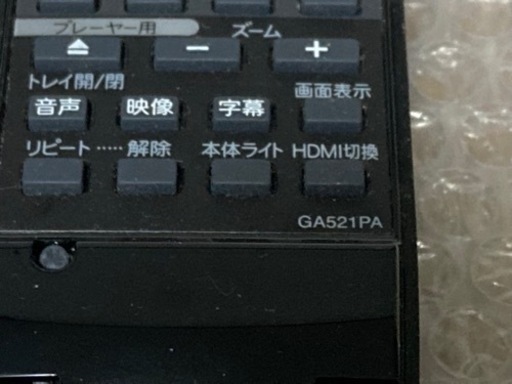 プレーヤー用
ズーム
− +
トレイ開/閉
画面表示
音声 映像 字幕
リピート ····· 解除 本体ライト HDMI切換
GA521PA